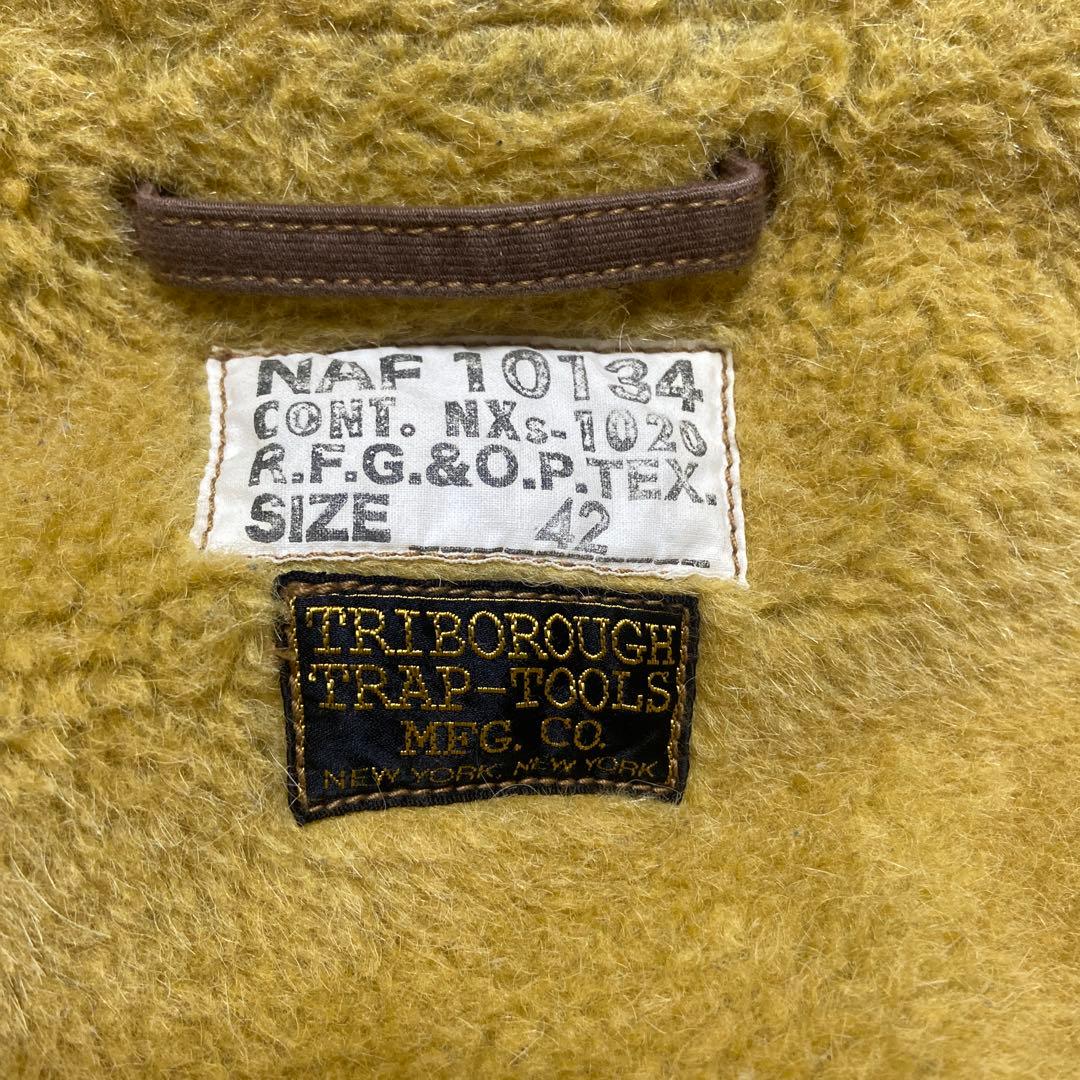 NAF 10134
CONT. NXs-1020
R.F.G.&O.P.TEX.
SIZE 42
TRIBOROUGH
TRAP-TOOLS
MFG. CO.
NEW YORK, NEW YORK